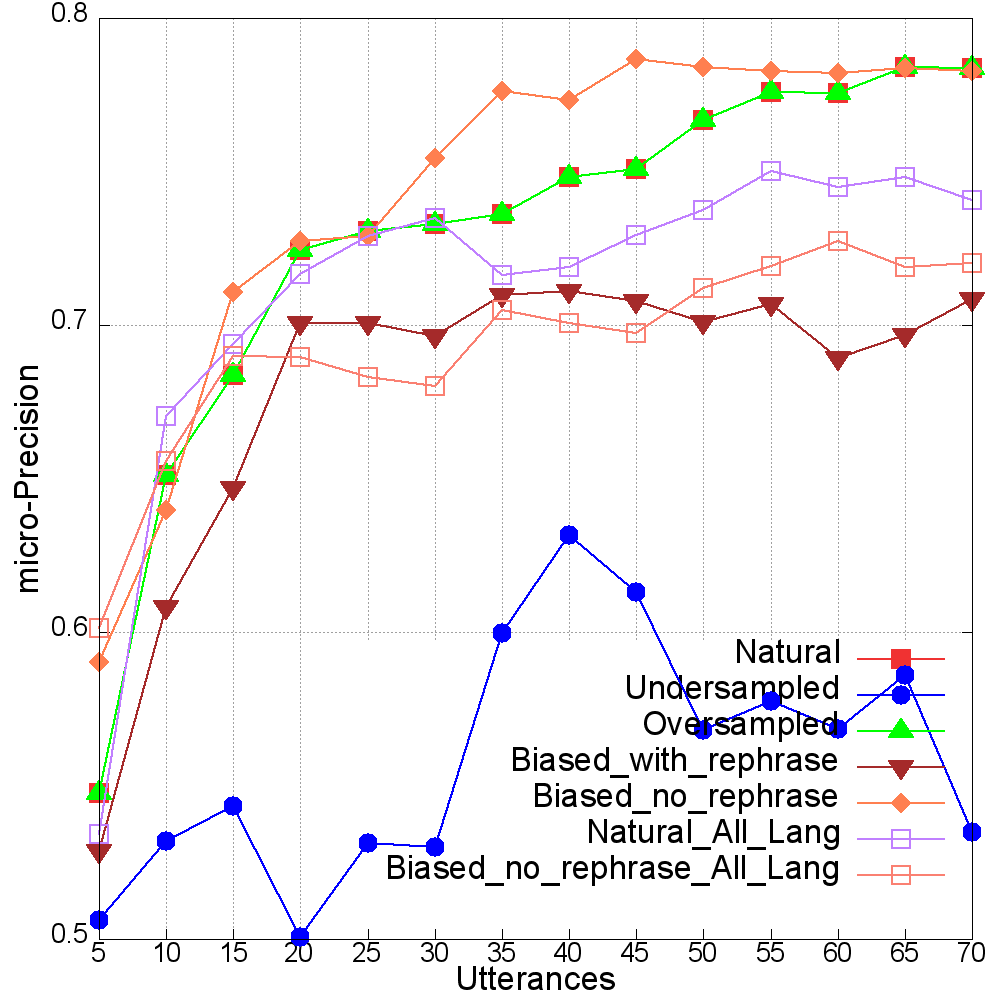 0.8
0.7
0.6
0.5
micro-Precision
Natural
Undersampled
Oversampled
Biased_with_rephrase
Biased_no_rephrase
Natural_All_Lang
Biased_no_rephrase_All_Lang
5 10 15 20 25 30 35 40 45 50 55 60 65 70
Utterances